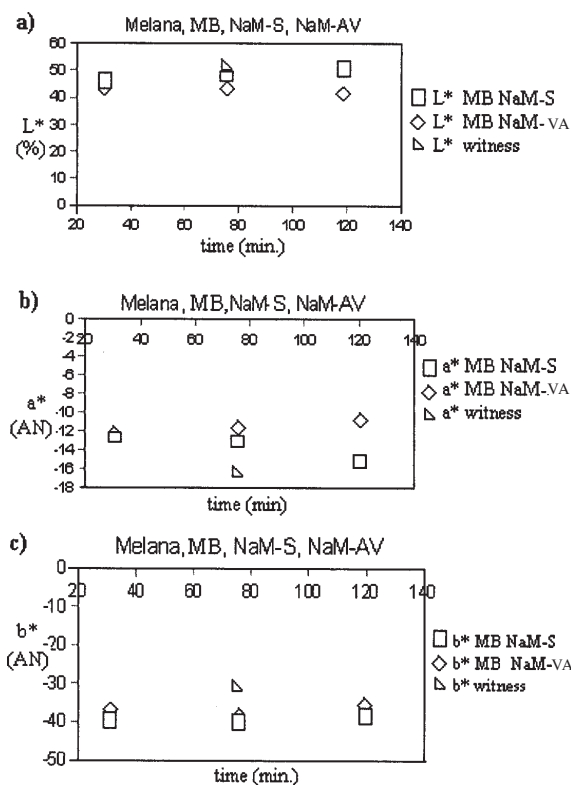 a)
Melana, MB, NaM-S, NaM-AV
60
50
40
30
20
10
0
L*
(%)
20 40 60 80 100 120 140
time (min.)
L* MB NaM-S
L* MB NaM-VA
L* witness
b)
Melana, MB,NaM-S, NaM-AV
0
-2
-4
-6
-8
-10
-12
-14
-16
-18
20 40 60 80 100 120 140
a*
(AN)
time (min)
a* MB NaM-S
a* MB NaM-VA
a* witness
c)
Melana, MB, NaM-S, NaM-AV
0
-10
-20
-30
-40
-50
20 40 60 80 100 120 140
b*
(AN)
time (min.)
b* MB NaM-S
b* MB NaM-VA
b* witness